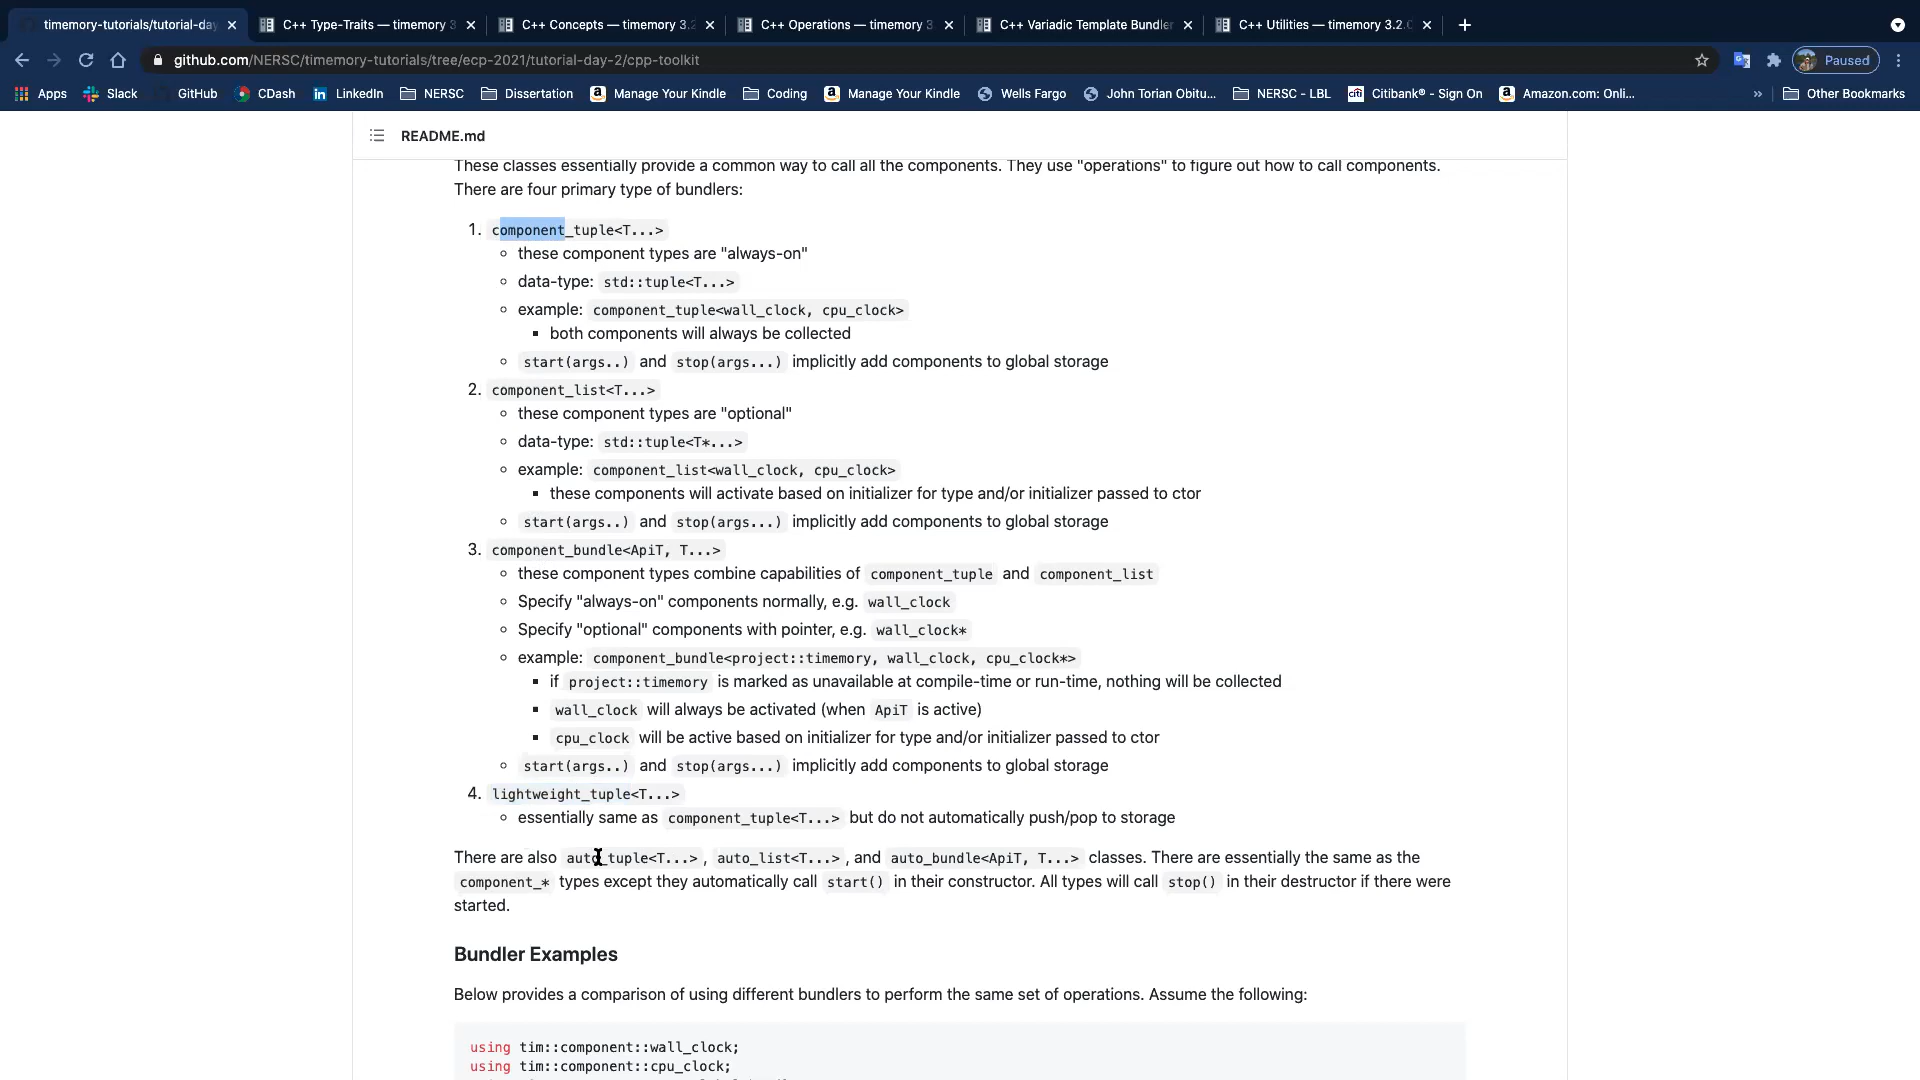 timemory-tutorials/tutorial-day
C++ Type-Traits — timemory 3
C++ Concepts — timemory 3.2
C++ Operations — timemory 3
C++ Variadic Template Bundler
C++ Utilities — timemory 3.2.0
github.com/NERSC/timemory-tutorials/tree/ecp-2021/tutorial-day-2/cpp-toolkit
Paused
Apps Slack GitHub CDash LinkedIn NERSC Dissertation Manage Your Kindle Coding Manage Your Kindle Wells Fargo John Torian Obitu... NERSC - LBL Citibank® - Sign On Amazon.com: Onli... » Other Bookmarks
README.md
These classes essentially provide a common way to call all the components. They use "operations" to figure out how to call components.
There are four primary type of bundlers:
1. component_tuple<T...>
these component types are "always-on"
data-type: std::tuple<T...>
example: component_tuple<wall_clock, cpu_clock>
both components will always be collected
start(args..) and stop(args...) implicitly add components to global storage
2. component_list<T...>
these component types are "optional"
data-type: std::tuple<T*...>
example: component_list<wall_clock, cpu_clock>
these components will activate based on initializer for type and/or initializer passed to ctor
start(args..) and stop(args...) implicitly add components to global storage
3. component_bundle<ApiT, T...>
these component types combine capabilities of component_tuple and component_list
Specify "always-on" components normally, e.g. wall_clock
Specify "optional" components with pointer, e.g. wall_clock*
example: component_bundle<project::timemory, wall_clock, cpu_clock*>
if project::timemory is marked as unavailable at compile-time or run-time, nothing will be collected
wall_clock will always be activated (when ApiT is active)
cpu_clock will be active based on initializer for type and/or initializer passed to ctor
start(args..) and stop(args...) implicitly add components to global storage
4. lightweight_tuple<T...>
essentially same as component_tuple<T...> but do not automatically push/pop to storage
There are also auto_tuple<T...> , auto_list<T...> , and auto_bundle<ApiT, T...> classes. There are essentially the same as the
component_* types except they automatically call start() in their constructor. All types will call stop() in their destructor if there were
started.
Bundler Examples
Below provides a comparison of using different bundlers to perform the same set of operations. Assume the following:
using tim::component::wall_clock;
using tim::component::cpu_clock;